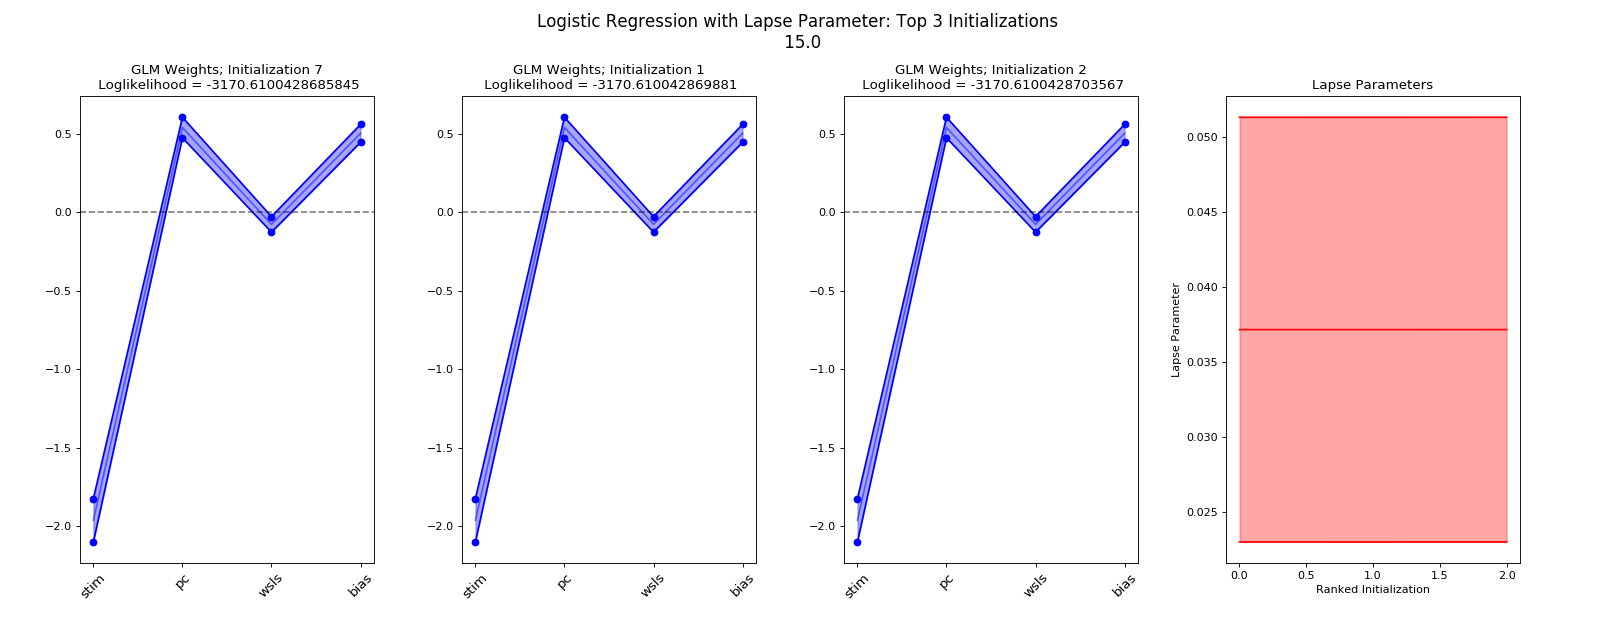 Logistic Regression with Lapse Parameter: Top 3 Initializations
15.0
GLM Weights; Initialization 7
Loglikelihood = -3170.6100428685845
0.5
0.0
−0.5
−1.0
−1.5
−2.0
stim
pc
wsls
bias
GLM Weights; Initialization 1
Loglikelihood = -3170.610042869881
0.5
0.0
−0.5
−1.0
−1.5
−2.0
stim
pc
wsls
bias
GLM Weights; Initialization 2
Loglikelihood = -3170.6100428703567
0.5
0.0
−0.5
−1.0
−1.5
−2.0
stim
pc
wsls
bias
Lapse Parameters
Lapse Parameter
0.050
0.045
0.040
0.035
0.030
0.025
0.0
0.5
1.0
1.5
2.0
Ranked Initialization